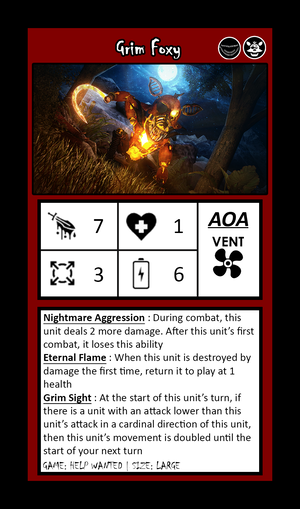 Grim Foxy
7
1
AOA
VENT
3
6
Nightmare Aggression : During combat, this
unit deals 2 more damage. After this unit's first
combat, it loses this ability
Eternal Flame : When this unit is destroyed by
damage the first time, return it to play at 1
health
Grim Sight : At the start of this unit's turn, if
there is a unit with an attack lower than this
unit's attack in a cardinal direction of this unit,
then this unit's movement is doubled until the
start of your next turn
GAME: HELP WANTED | SIZE: LARGE